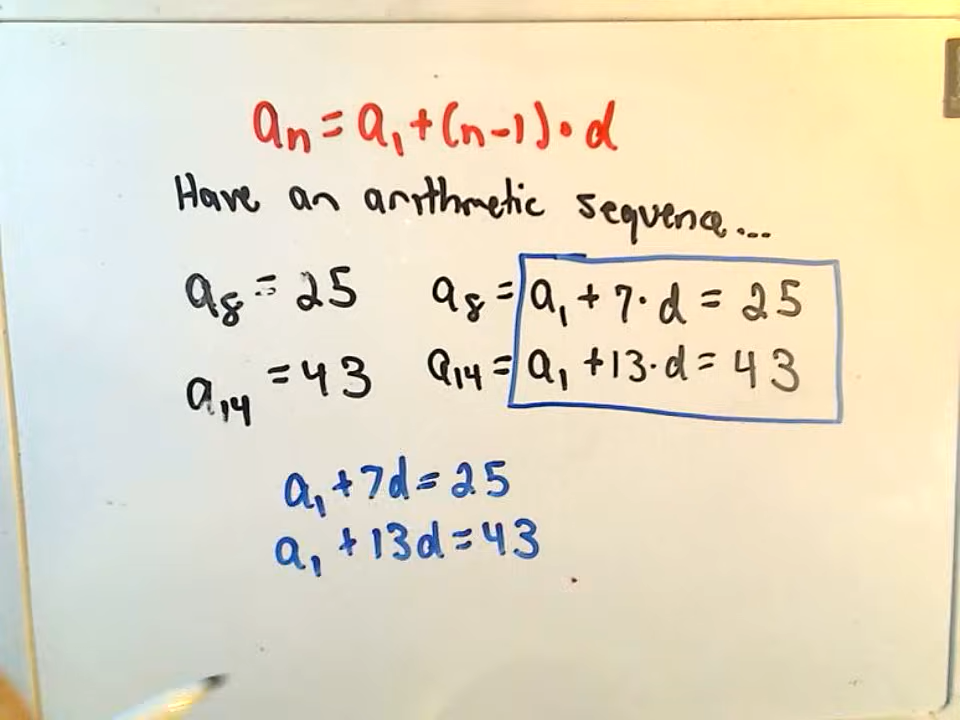 an = a1 + (n-1) • d
Have an arithmetic sequence...
a8 = 25 a8 = a1 + 7 · d = 25
a14 = 43 a14 = a1 + 13 · d = 43
a1 + 7d = 25
a1 + 13d = 43